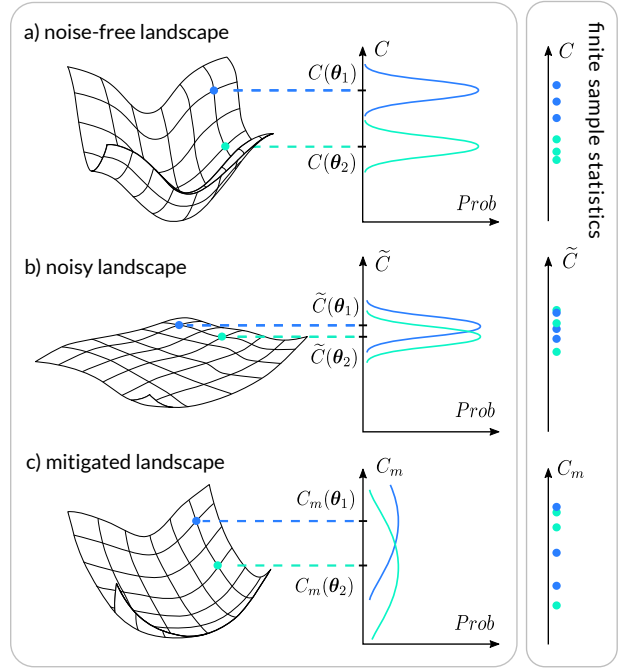 a) noise-free landscape
C
C(θ₁)
C(θ₂)
Prob
b) noisy landscape
C̃
C̃(θ₁)
C̃(θ₂)
Prob
c) mitigated landscape
Cₘ
Cₘ(θ₁)
Cₘ(θ₂)
Prob
finite sample statistics
C
C̃
Cₘ